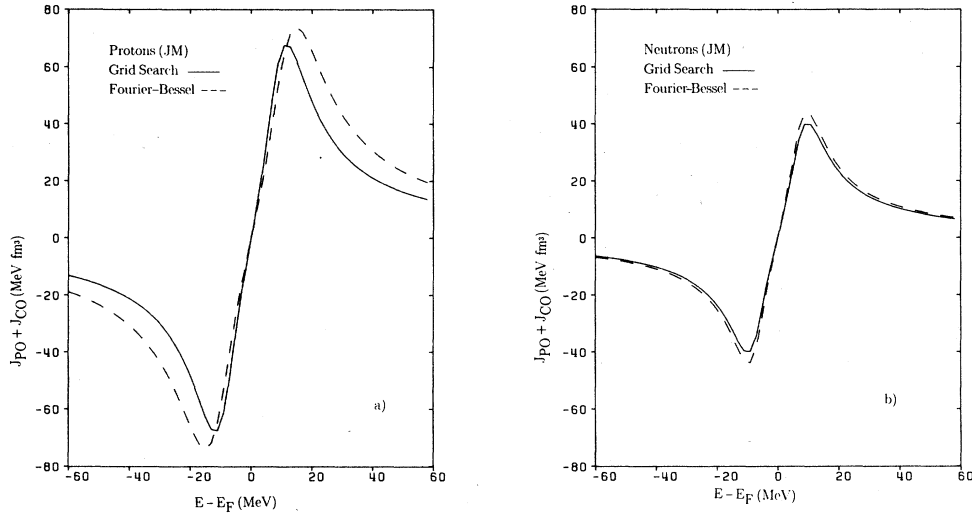 80
60
40
20
0
-20
-40
-60
-80
-60
-40
-20
0
20
40
60
Protons (JM)
Grid Search
Fourier-Bessel
a)
J_PO + J_CO (MeV fm³)
E - E_F (MeV)
80
60
40
20
0
-20
-40
-60
-80
-60
-40
-20
0
20
40
60
Neutrons (JM)
Grid Search
Fourier-Bessel
b)
J_PO + J_CO (MeV fm³)
E - E_F (MeV)